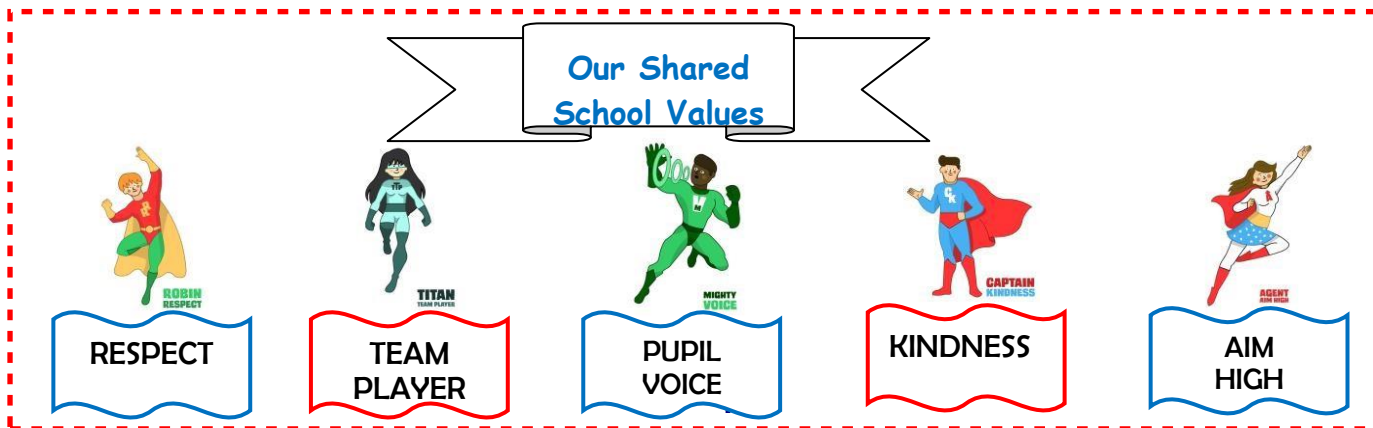 Our Shared
School Values
ROBIN
RESPECT
TITAN
TEAM PLAYER
MIGHTY
VOICE
CAPTAIN
KINDNESS
AGENT
AIM HIGH
RESPECT
TEAM
PLAYER
PUPIL
VOICE
KINDNESS
AIM
HIGH